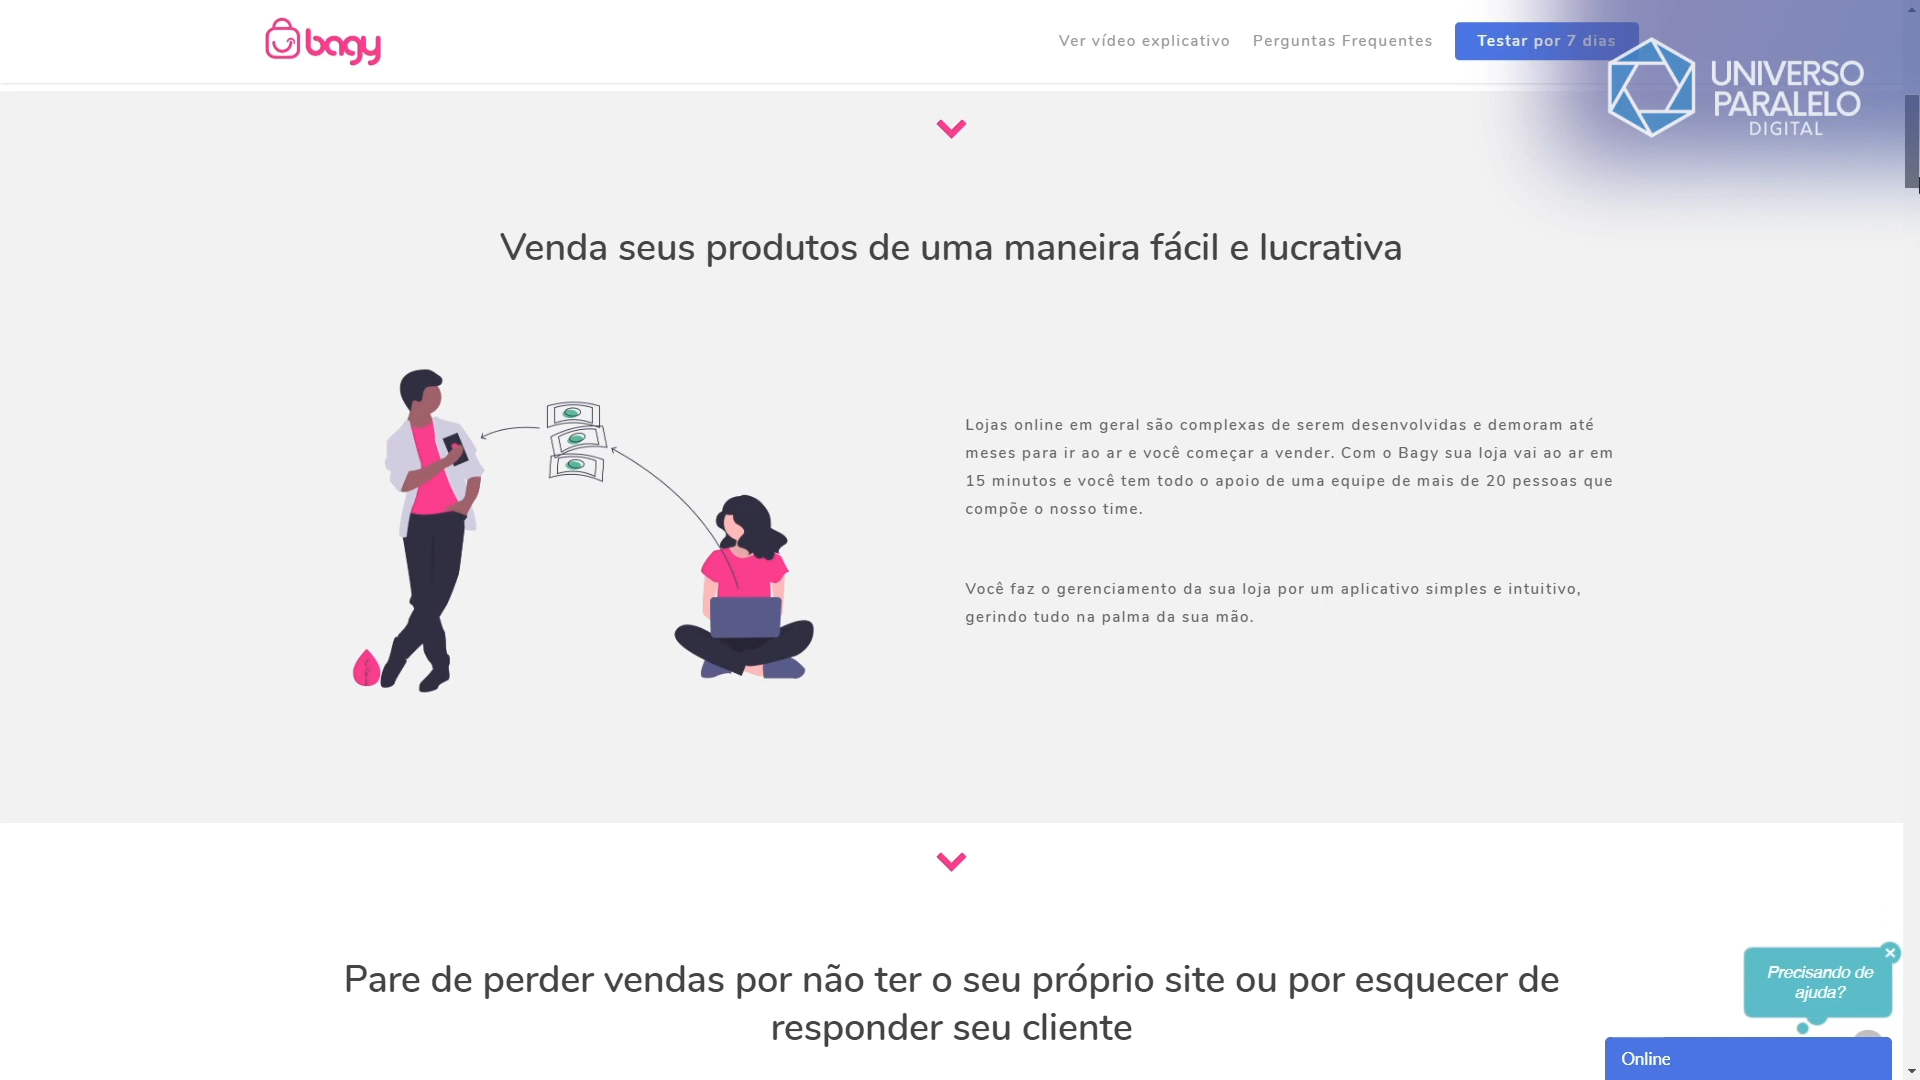 bagy
Ver vídeo explicativo
Perguntas Frequentes
Testar por 7 dias
UNIVERSO
PARALELO
DIGITAL
Venda seus produtos de uma maneira fácil e lucrativa
Lojas online em geral são complexas de serem desenvolvidas e demoram até
meses para ir ao ar e você começar a vender. Com o Bagy sua loja vai ao ar em
15 minutos e você tem todo o apoio de uma equipe de mais de 20 pessoas que
compõe o nosso time.
Você faz o gerenciamento da sua loja por um aplicativo simples e intuitivo,
gerindo tudo na palma da sua mão.
Pare de perder vendas por não ter o seu próprio site ou por esquecer de
responder seu cliente
Precisando de
ajuda?
Online